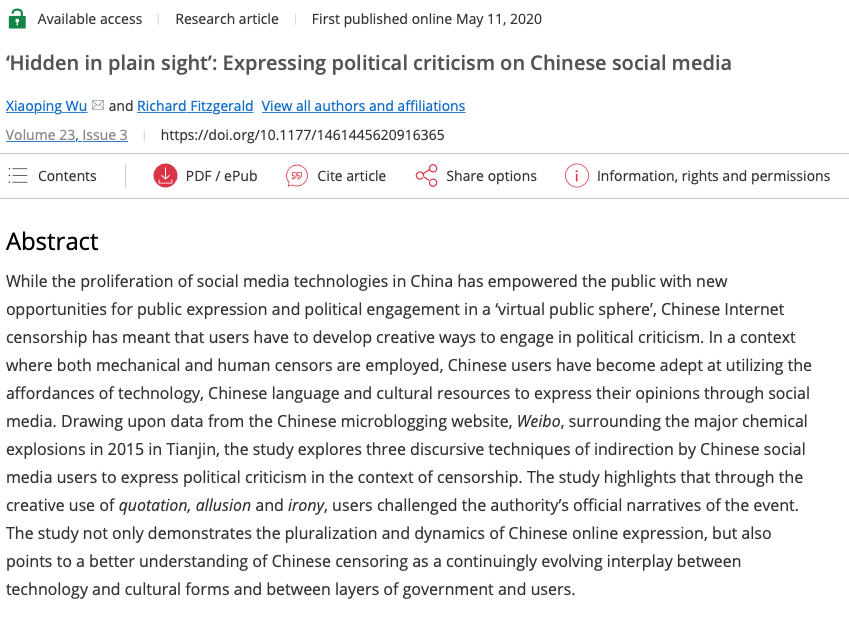 Available access | Research article | First published online May 11, 2020
‘Hidden in plain sight’: Expressing political criticism on Chinese social media
Xiaoping Wu and Richard Fitzgerald View all authors and affiliations
Volume 23, Issue 3 | https://doi.org/10.1177/1461445620916365
Contents PDF / ePub Cite article Share options Information, rights and permissions
Abstract
While the proliferation of social media technologies in China has empowered the public with new
opportunities for public expression and political engagement in a ‘virtual public sphere’, Chinese Internet
censorship has meant that users have to develop creative ways to engage in political criticism. In a context
where both mechanical and human censors are employed, Chinese users have become adept at utilizing the
affordances of technology, Chinese language and cultural resources to express their opinions through social
media. Drawing upon data from the Chinese microblogging website, Weibo, surrounding the major chemical
explosions in 2015 in Tianjin, the study explores three discursive techniques of indirection by Chinese social
media users to express political criticism in the context of censorship. The study highlights that through the
creative use of quotation, allusion and irony, users challenged the authority’s official narratives of the event.
The study not only demonstrates the pluralization and dynamics of Chinese online expression, but also
points to a better understanding of Chinese censoring as a continuingly evolving interplay between
technology and cultural forms and between layers of government and users.